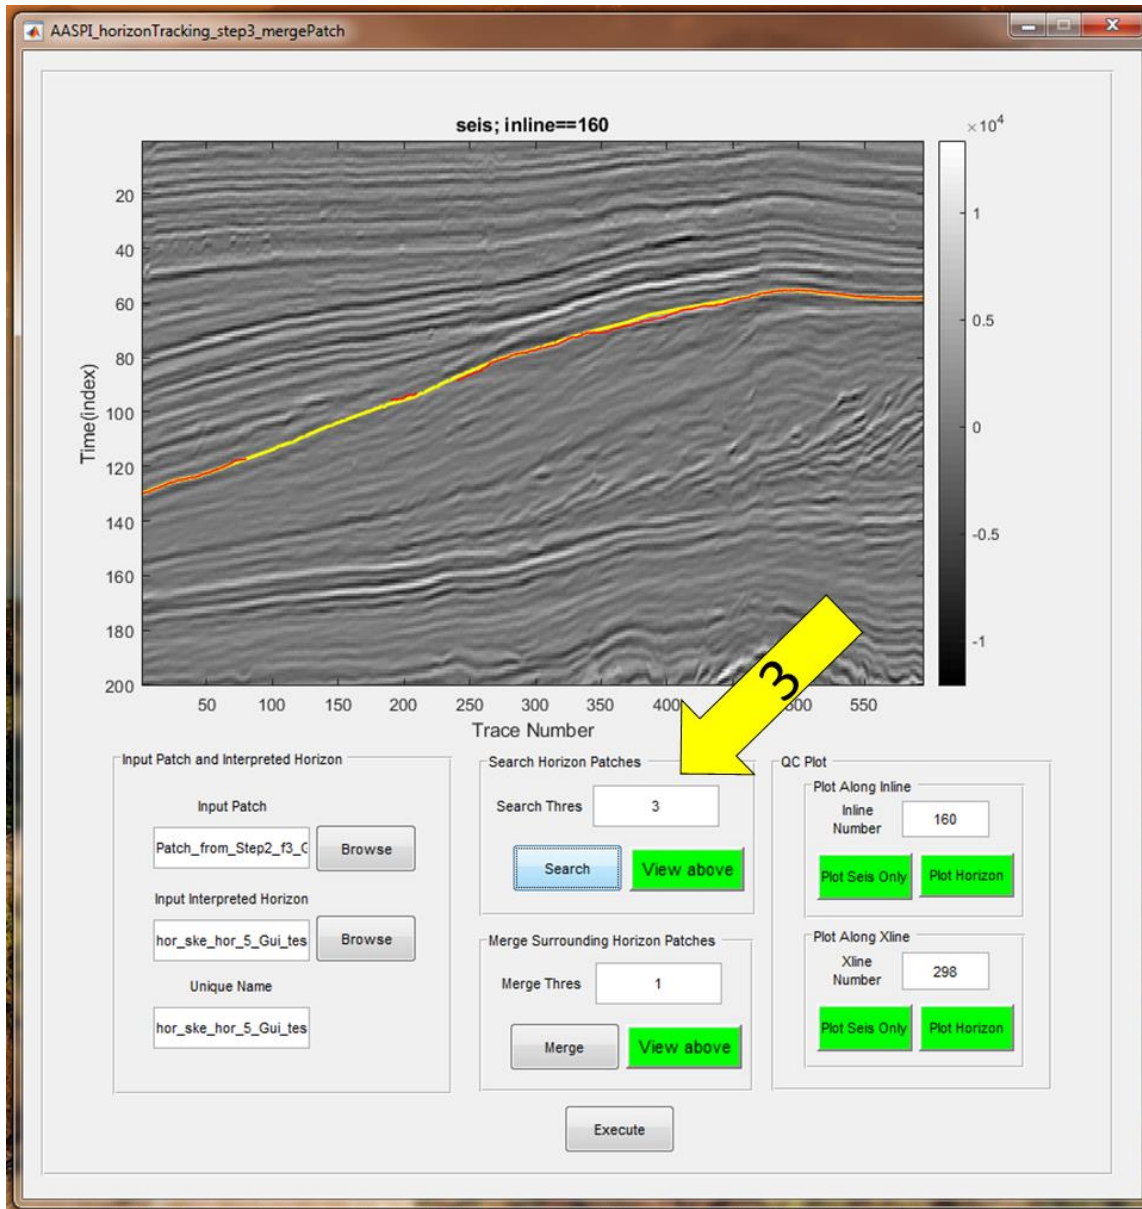 AASPI_horizonTracking_step3_mergePatch
seis; inline==160
×10^4
20
40
60
80
100
120
140
160
180
200
Time(index)
1
0.5
0
-0.5
-1
50 100 150 200 250 300 350 400 500 550
Trace Number
3
Input Patch and Interpreted Horizon
Input Patch
Patch_from_Step2_f3_G
Browse
Input Interpreted Horizon
hor_ske_hor_5_Gui_tes
Browse
Unique Name
hor_ske_hor_5_Gui_tes
Search Horizon Patches
Search Thres
3
Search
View above
Merge Surrounding Horizon Patches
Merge Thres
1
Merge
View above
QC Plot
Plot Along Inline
Inline
Number
160
Plot Seis Only
Plot Horizon
Plot Along Xline
Xline
Number
298
Plot Seis Only
Plot Horizon
Execute